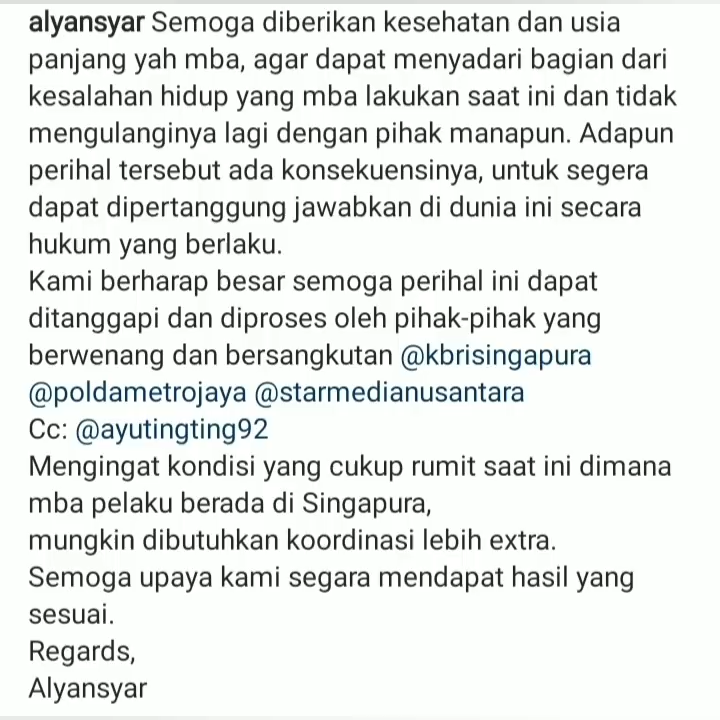 alyansyar Semoga diberikan kesehatan dan usia
panjang yah mba, agar dapat menyadari bagian dari
kesalahan hidup yang mba lakukan saat ini dan tidak
mengulanginya lagi dengan pihak manapun. Adapun
perihal tersebut ada konsekuensinya, untuk segera
dapat dipertanggung jawabkan di dunia ini secara
hukum yang berlaku.
Kami berharap besar semoga perihal ini dapat
ditanggapi dan diproses oleh pihak-pihak yang
berwenang dan bersangkutan @kbrisingapura
@poldametrojaya @starmedianusantara
Cc: @ayutingting92
Mengingat kondisi yang cukup rumit saat ini dimana
mba pelaku berada di Singapura,
mungkin dibutuhkan koordinasi lebih extra.
Semoga upaya kami segara mendapat hasil yang
sesuai.
Regards,
Alyansyar